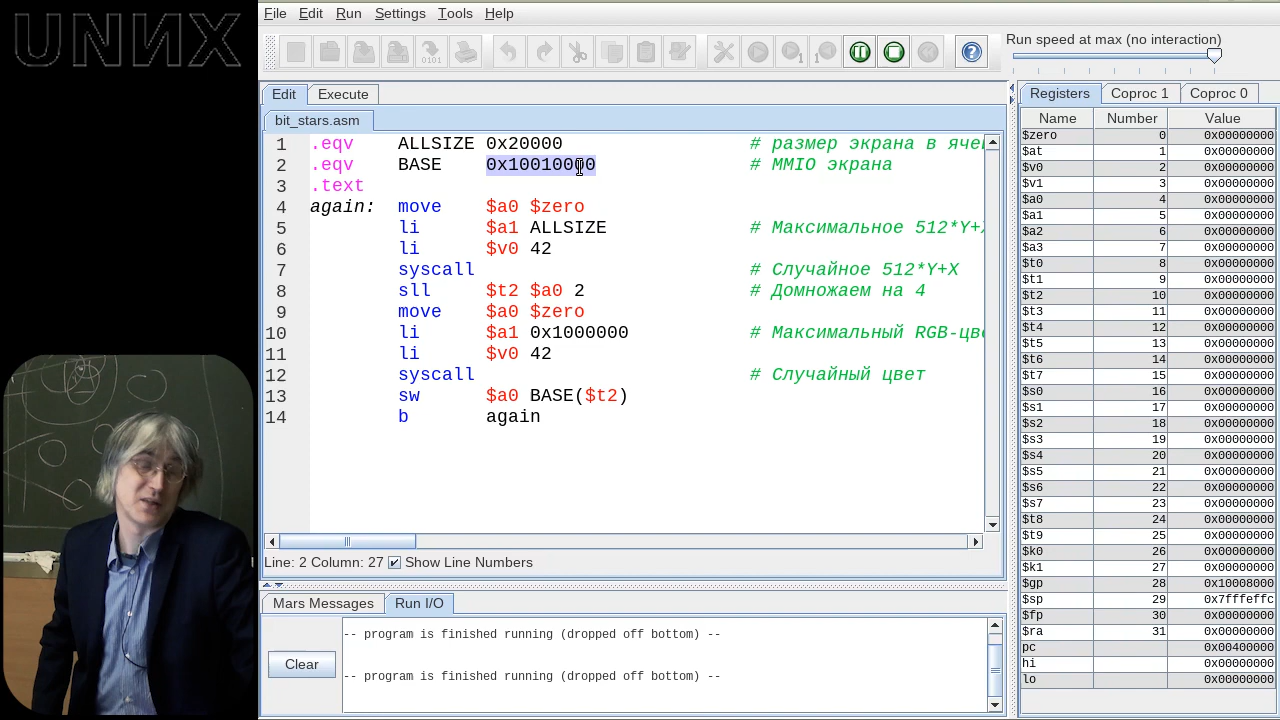 UNИX
File Edit Run Settings Tools Help
Run speed at max (no interaction)
Edit Execute
bit_stars.asm
1 .eqv ALLSIZE 0x20000 # размер экрана в яче
2 .eqv BASE 0x10010000 # MMIO экрана
3 .text
4 again: move $a0 $zero
5 li $a1 ALLSIZE # Максимальное 512*Y+X
6 li $v0 42
7 syscall # Случайное 512*Y+X
8 sll $t2 $a0 2 # Домножаем на 4
9 move $a0 $zero
10 li $a1 0x1000000 # Максимальный RGB-цв
11 li $v0 42
12 syscall # Случайный цвет
13 sw $a0 BASE($t2)
14 b again
Line: 2 Column: 27 Show Line Numbers
Mars Messages Run I/O
Clear
-- program is finished running (dropped off bottom) --
-- program is finished running (dropped off bottom) --
Registers Coproc 1 Coproc 0
Name Number Value
$zero 0 0x00000000
$at 1 0x00000000
$v0 2 0x00000000
$v1 3 0x00000000
$a0 4 0x00000000
$a1 5 0x00000000
$a2 6 0x00000000
$a3 7 0x00000000
$t0 8 0x00000000
$t1 9 0x00000000
$t2 10 0x00000000
$t3 11 0x00000000
$t4 12 0x00000000
$t5 13 0x00000000
$t6 14 0x00000000
$t7 15 0x00000000
$s0 16 0x00000000
$s1 17 0x00000000
$s2 18 0x00000000
$s3 19 0x00000000
$s4 20 0x00000000
$s5 21 0x00000000
$s6 22 0x00000000
$s7 23 0x00000000
$t8 24 0x00000000
$t9 25 0x00000000
$k0 26 0x00000000
$k1 27 0x00000000
$gp 28 0x10008000
$sp 29 0x7fffeffc
$fp 30 0x00000000
$ra 31 0x00000000
pc 0x00400000
hi 0x00000000
lo 0x00000000